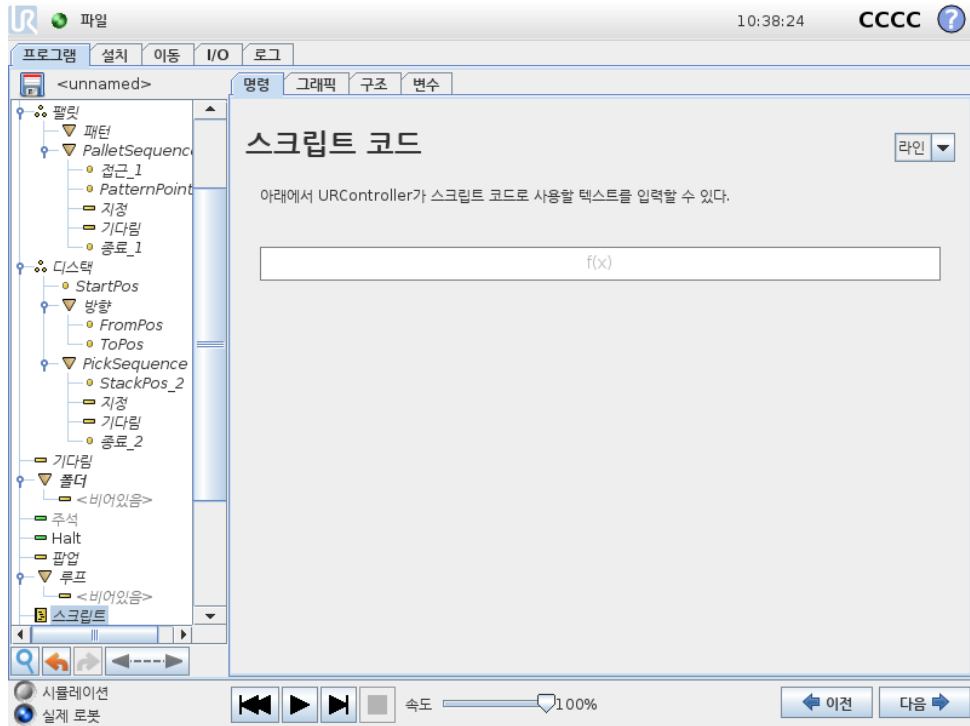 UR 파일 10:38:24 CCCC ?
프로그램 설치 이동 I/O 로그
<unnamed>
명령 그래픽 구조 변수
팔릿
패턴
PalletSequenc
접근_1
PatternPoint
지정
기다림
종료_1
디스택
StartPos
방향
FromPos
ToPos
PickSequence
StackPos_2
지정
기다림
종료_2
기다림
폴더
<비어있음>
주석
Halt
팝업
루프
<비어있음>
스크립트
스크립트 코드
라인
아래에서 URController가 스크립트 코드로 사용할 텍스트를 입력할 수 있다.
f(x)
시뮬레이션
실제 로봇
속도 100%
이전 다음